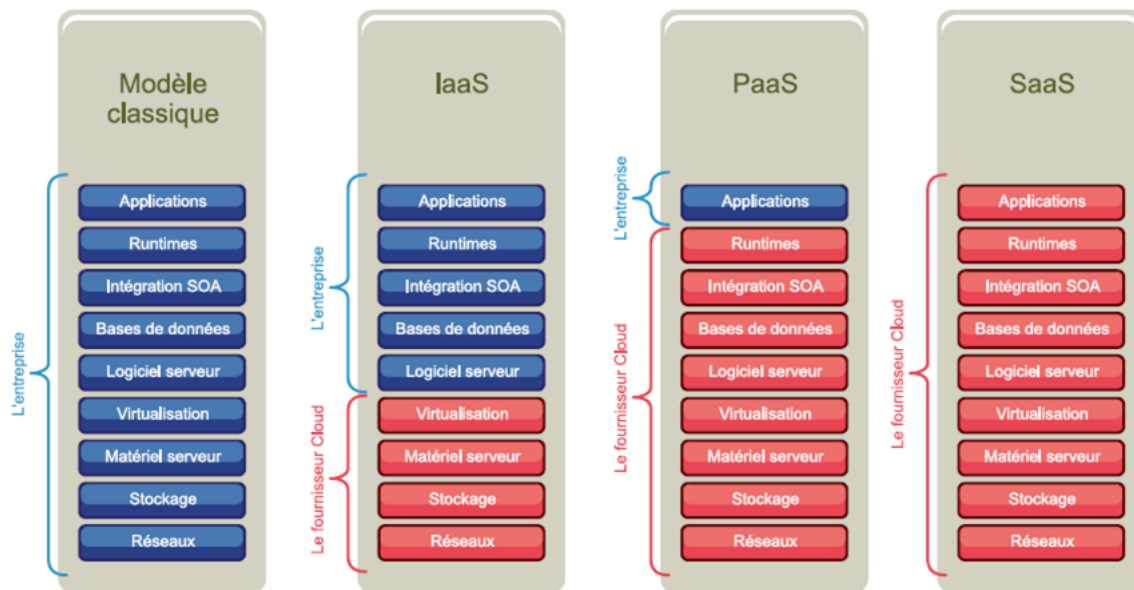 Modèle
classique
L'entreprise
Applications
Runtimes
Intégration SOA
Bases de données
Logiciel serveur
Virtualisation
Matériel serveur
Stockage
Réseaux
IaaS
L'entreprise
Applications
Runtimes
Intégration SOA
Bases de données
Logiciel serveur
Le fournisseur Cloud
Virtualisation
Matériel serveur
Stockage
Réseaux
PaaS
L'entreprise
Applications
Le fournisseur Cloud
Runtimes
Intégration SOA
Bases de données
Logiciel serveur
Virtualisation
Matériel serveur
Stockage
Réseaux
SaaS
Le fournisseur Cloud
Applications
Runtimes
Intégration SOA
Bases de données
Logiciel serveur
Virtualisation
Matériel serveur
Stockage
Réseaux